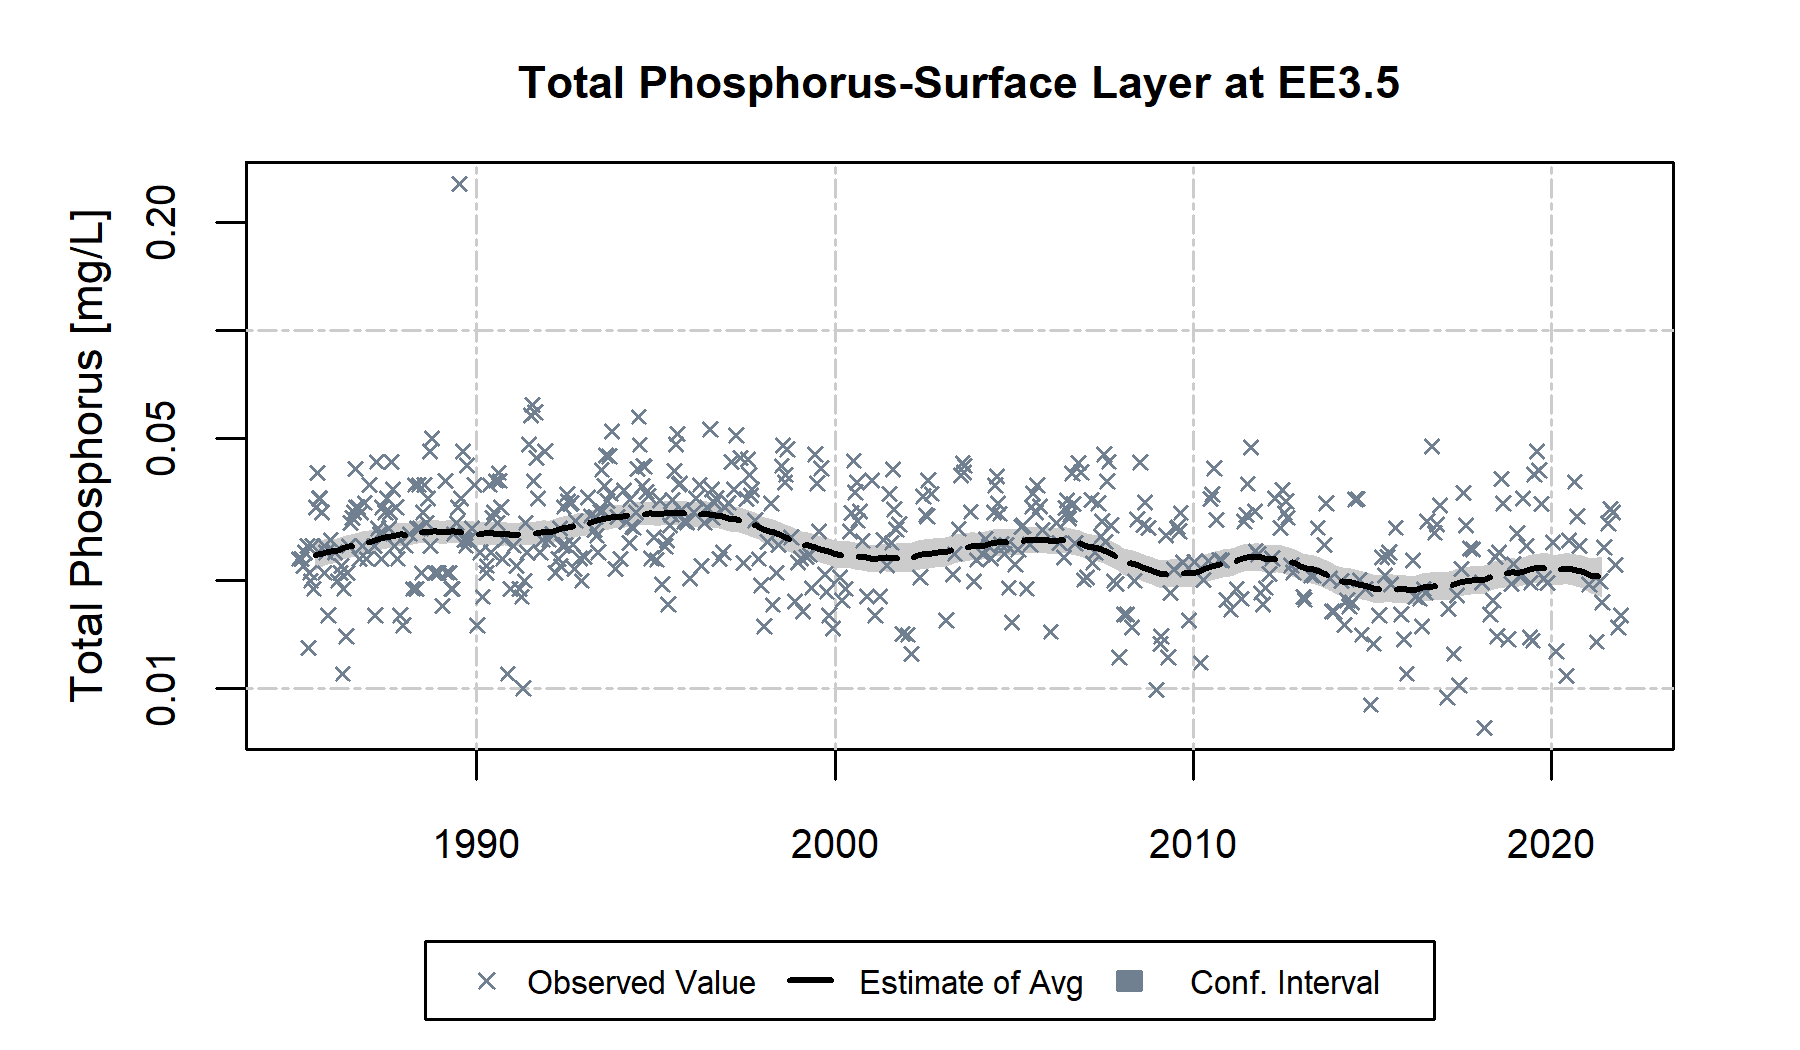 Total Phosphorus-Surface Layer at EE3.5
Total Phosphorus [mg/L]
0.20
0.05
0.01
1990 2000 2010 2020
Observed Value Estimate of Avg Conf. Interval